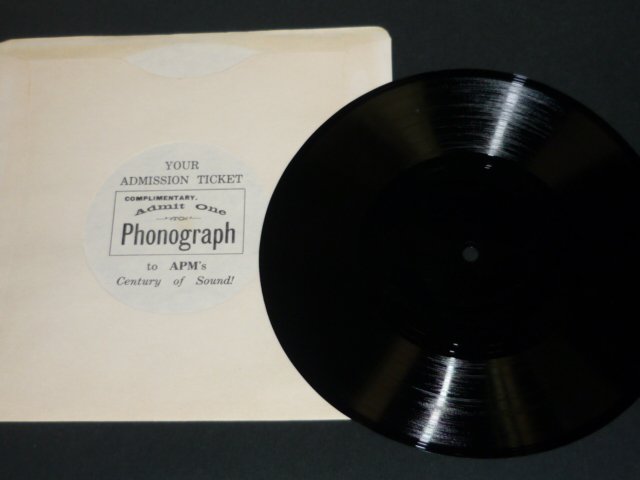 YOUR
ADMISSION TICKET
COMPLIMENTARY.
Admit One
TO
Phonograph
to APM's
Century of Sound!